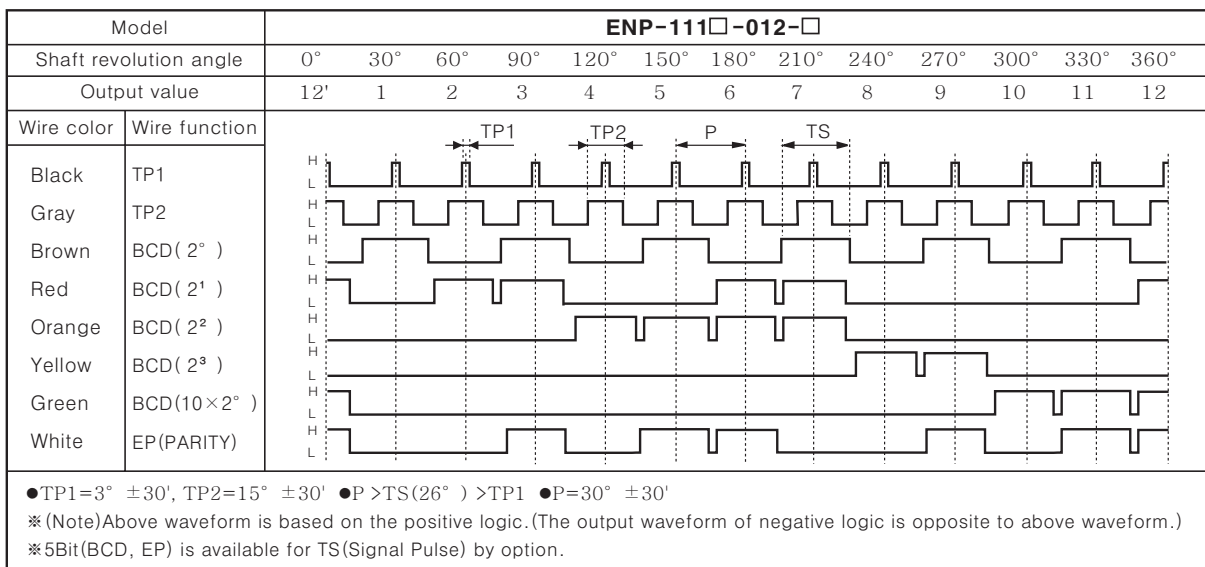 Model ENP-111□-012-□
Shaft revolution angle 0° 30° 60° 90° 120° 150° 180° 210° 240° 270° 300° 330° 360°
Output value 12' 1 2 3 4 5 6 7 8 9 10 11 12
Wire color Wire function
TP1 TP2 P TS
Black TP1 H L
Gray TP2 H L
Brown BCD( 2° ) H L
Red BCD( 2¹ ) H L
Orange BCD( 2² ) H L
Yellow BCD( 2³ ) H L
Green BCD(10×2° ) H L
White EP(PARITY) H L
●TP1=3° ±30', TP2=15° ±30' ●P >TS(26° ) >TP1 ●P=30° ±30'
※(Note)Above waveform is based on the positive logic.(The output waveform of negative logic is opposite to above waveform.)
※5Bit(BCD, EP) is available for TS(Signal Pulse) by option.